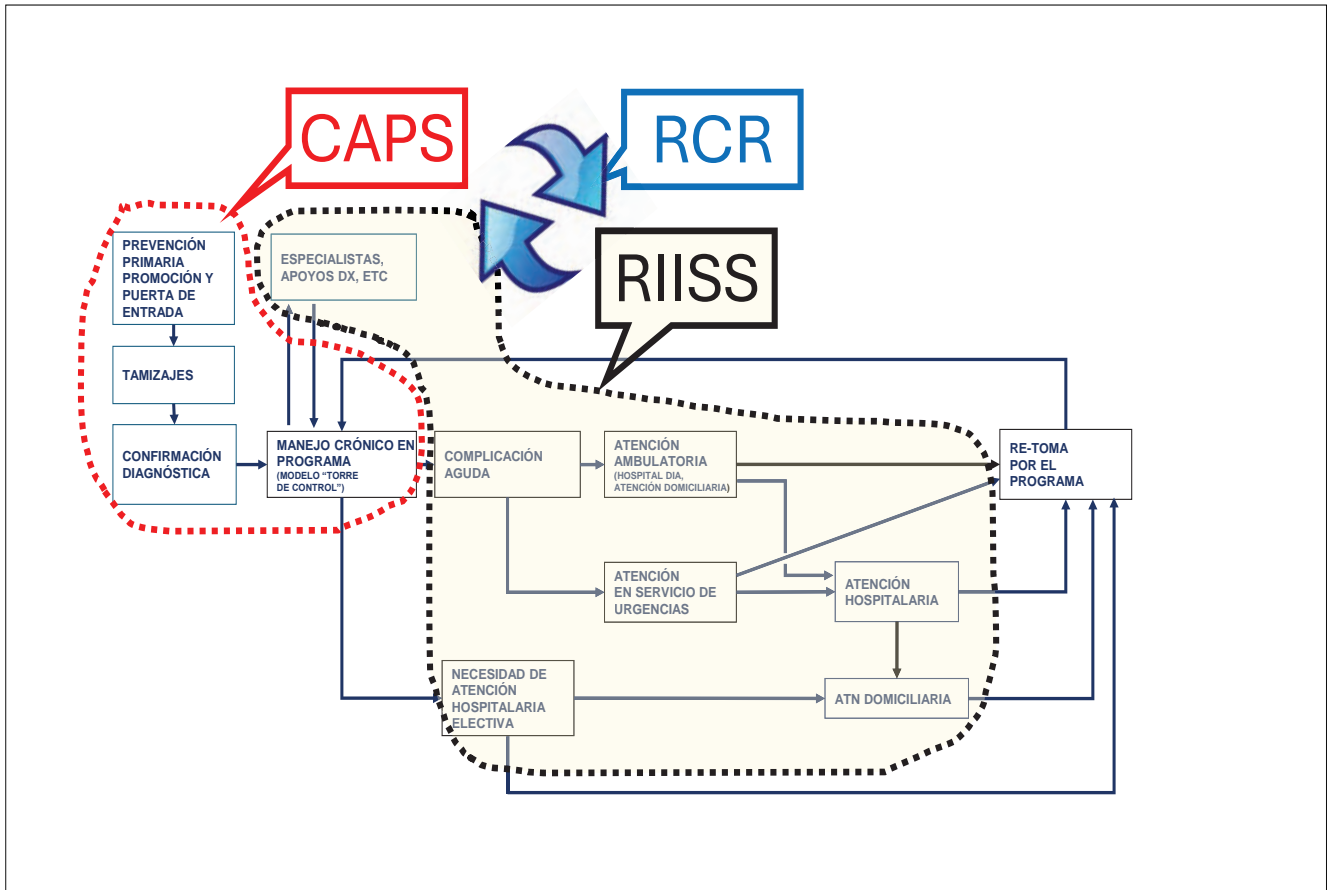 CAPS
RCR
RIISS
PREVENCIÓN
PRIMARIA
PROMOCIÓN Y
PUERTA DE
ENTRADA
ESPECIALISTAS,
APOYOS DX, ETC
TAMIZAJES
CONFIRMACIÓN
DIAGNÓSTICA
MANEJO CRÓNICO EN
PROGRAMA
(MODELO “TORRE
DE CONTROL”)
COMPLICACIÓN
AGUDA
ATENCIÓN
AMBULATORIA
(HOSPITAL DIA,
ATENCIÓN DOMICILIARIA)
RE-TOMA
POR EL
PROGRAMA
ATENCIÓN
EN SERVICIO DE
URGENCIAS
ATENCIÓN
HOSPITALARIA
NECESIDAD DE
ATENCIÓN
HOSPITALARIA
ELECTIVA
ATN DOMICILIARIA